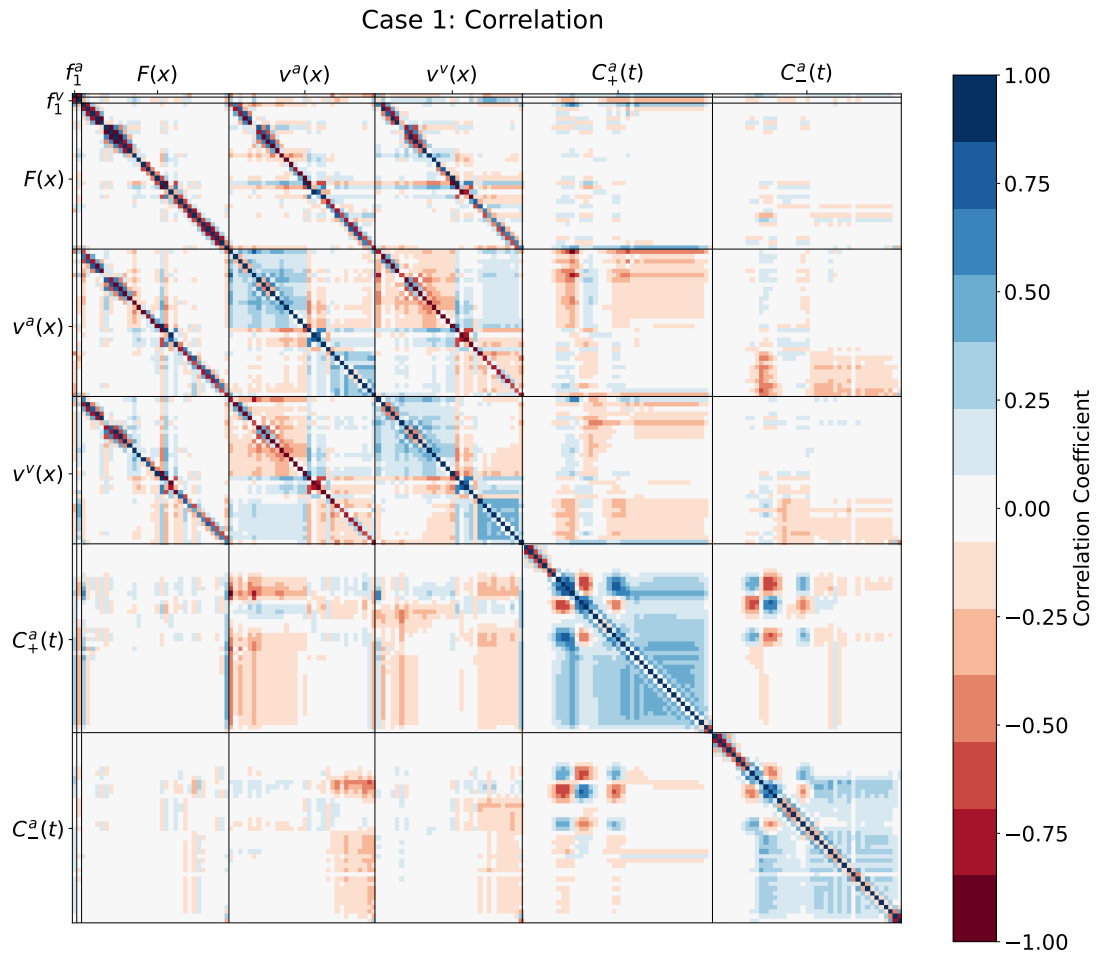 Case 1: Correlation
f₁ᵃ F(x) vᵃ(x) vᵛ(x) C₊ᵃ(t) C₋ᵃ(t)
f₁ᵛ
F(x)
vᵃ(x)
vᵛ(x)
C₊ᵃ(t)
C₋ᵃ(t)
1.00
0.75
0.50
0.25
0.00
−0.25
−0.50
−0.75
−1.00
Correlation Coefficient